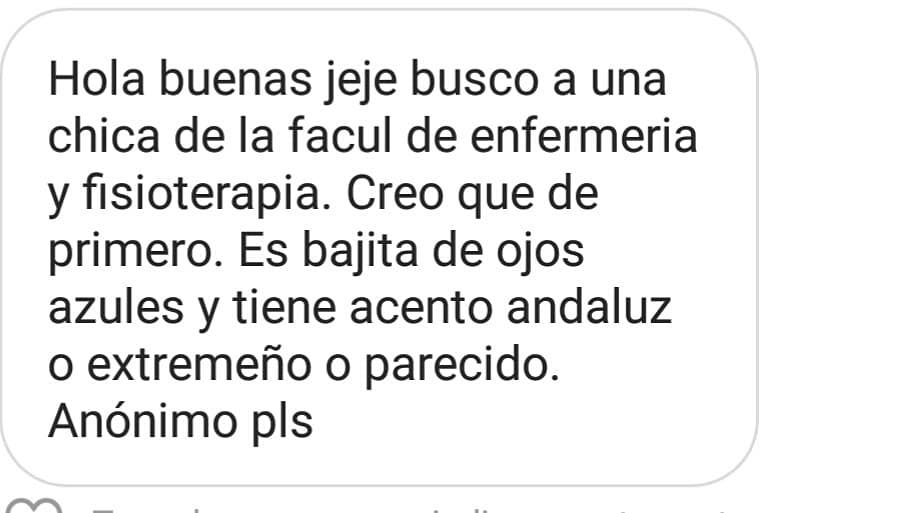 Hola buenas jeje busco a una
chica de la facul de enfermeria
y fisioterapia. Creo que de
primero. Es bajita de ojos
azules y tiene acento andaluz
o extremeño o parecido.
Anónimo pls